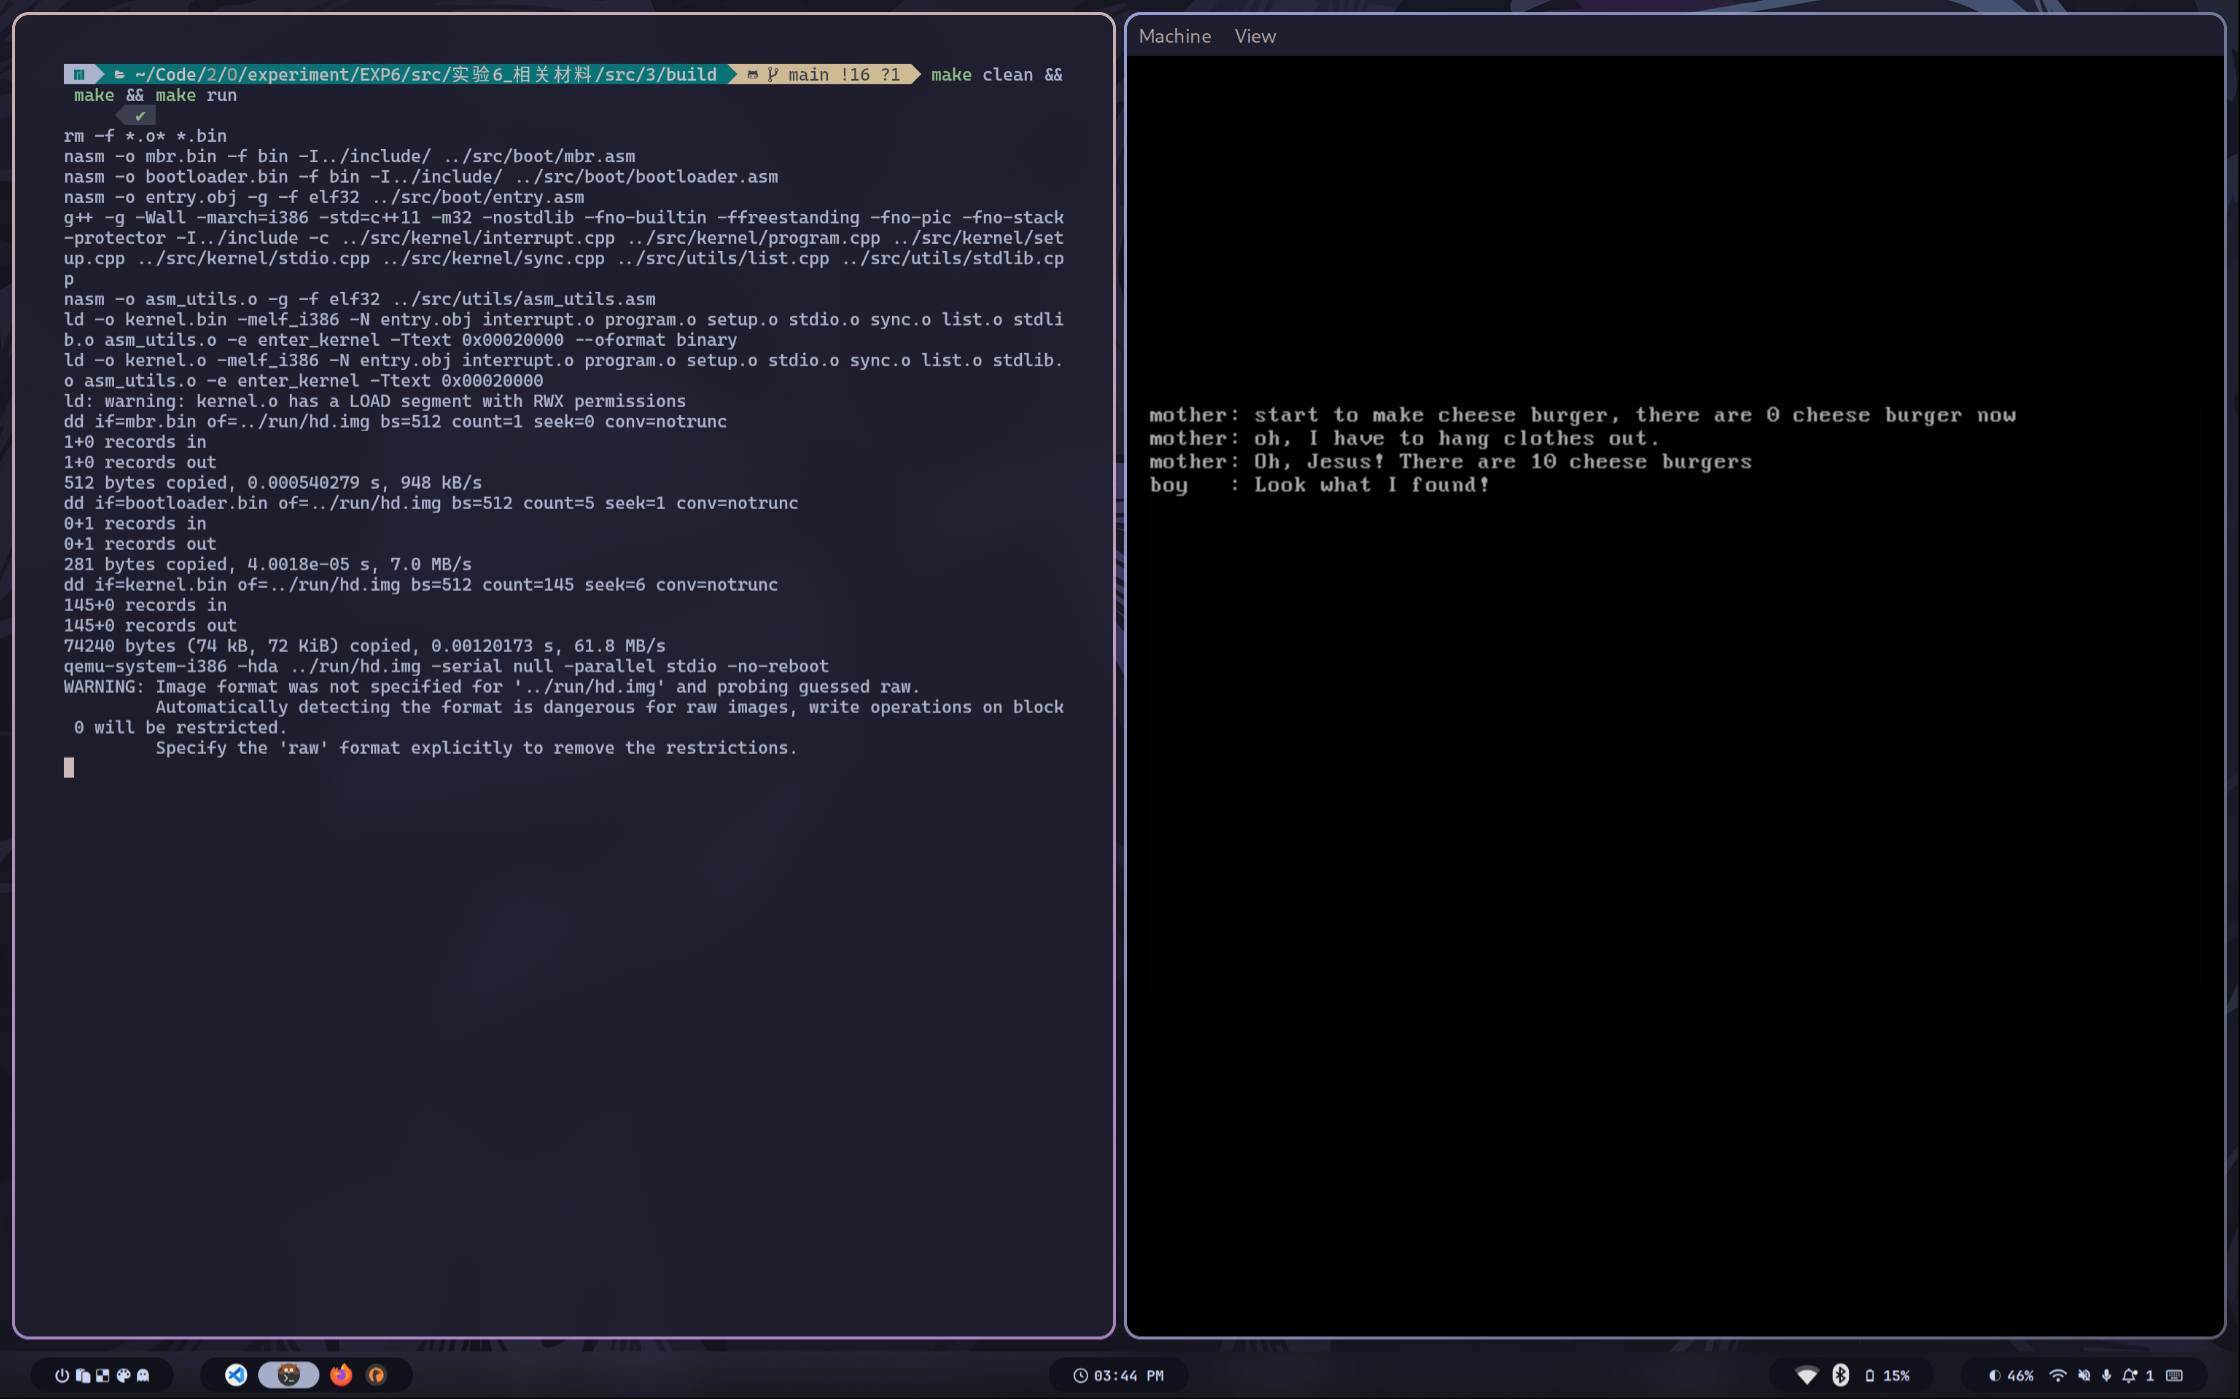 ~/Code/2/O/experiment/EXP6/src/实验6_相关材料/src/3/build main !16 ?1 make clean &&
make && make run
✔
rm -f *.o* *.bin
nasm -o mbr.bin -f bin -I../include/ ../src/boot/mbr.asm
nasm -o bootloader.bin -f bin -I../include/ ../src/boot/bootloader.asm
nasm -o entry.obj -g -f elf32 ../src/boot/entry.asm
g++ -g -Wall -march=i386 -std=c++11 -m32 -nostdlib -fno-builtin -ffreestanding -fno-pic -fno-stack
-protector -I../include -c ../src/kernel/interrupt.cpp ../src/kernel/program.cpp ../src/kernel/set
up.cpp ../src/kernel/stdio.cpp ../src/kernel/sync.cpp ../src/utils/list.cpp ../src/utils/stdlib.cp
p
nasm -o asm_utils.o -g -f elf32 ../src/utils/asm_utils.asm
ld -o kernel.bin -melf_i386 -N entry.obj interrupt.o program.o setup.o stdio.o sync.o list.o stdli
b.o asm_utils.o -e enter_kernel -Ttext 0x00020000 --oformat binary
ld -o kernel.o -melf_i386 -N entry.obj interrupt.o program.o setup.o stdio.o sync.o list.o stdlib.
o asm_utils.o -e enter_kernel -Ttext 0x00020000
ld: warning: kernel.o has a LOAD segment with RWX permissions
dd if=mbr.bin of=../run/hd.img bs=512 count=1 seek=0 conv=notrunc
1+0 records in
1+0 records out
512 bytes copied, 0.000540279 s, 948 kB/s
dd if=bootloader.bin of=../run/hd.img bs=512 count=5 seek=1 conv=notrunc
0+1 records in
0+1 records out
281 bytes copied, 4.0018e-05 s, 7.0 MB/s
dd if=kernel.bin of=../run/hd.img bs=512 count=145 seek=6 conv=notrunc
145+0 records in
145+0 records out
74240 bytes (74 kB, 72 KiB) copied, 0.00120173 s, 61.8 MB/s
qemu-system-i386 -hda ../run/hd.img -serial null -parallel stdio -no-reboot
WARNING: Image format was not specified for '../run/hd.img' and probing guessed raw.
Automatically detecting the format is dangerous for raw images, write operations on block
0 will be restricted.
Specify the 'raw' format explicitly to remove the restrictions.
Machine View
mother: start to make cheese burger, there are 0 cheese burger now
mother: oh, I have to hang clothes out.
mother: Oh, Jesus! There are 10 cheese burgers
boy   : Look what I found!
03:44 PM
15%
46%
1